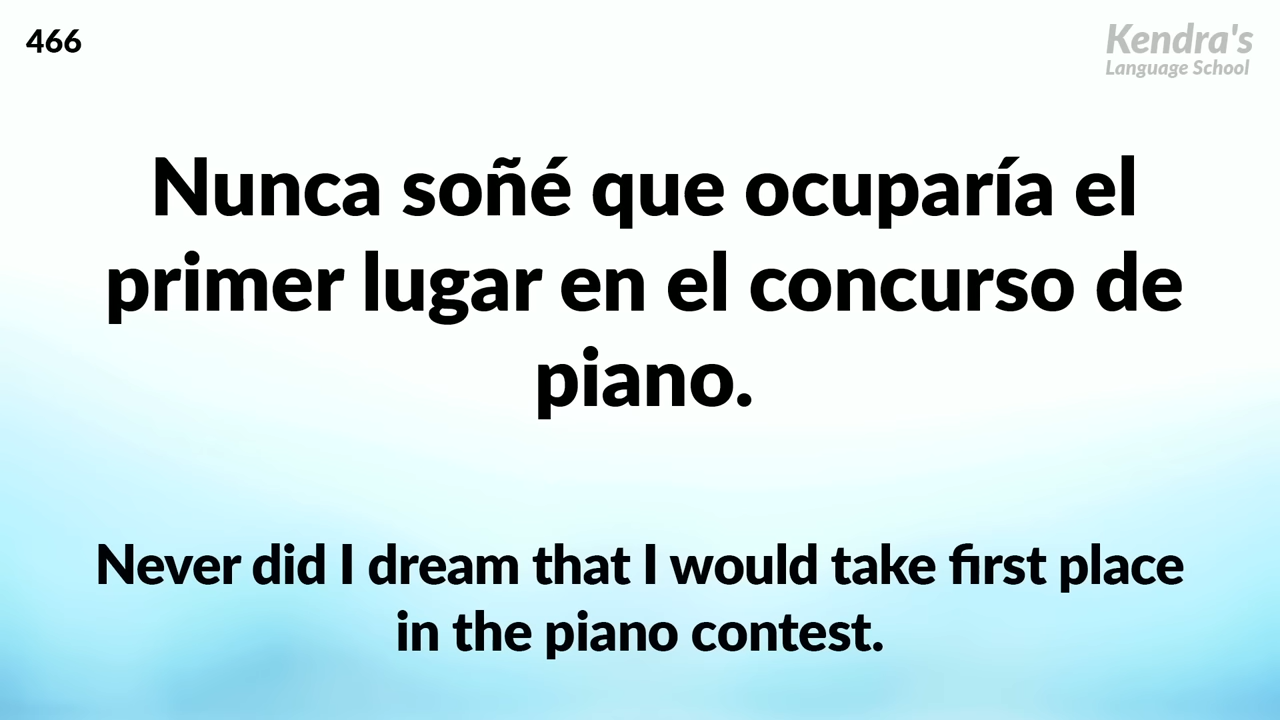 466
Kendra's
Language School
Nunca soñé que ocuparía el
primer lugar en el concurso de
piano.
Never did I dream that I would take first place
in the piano contest.